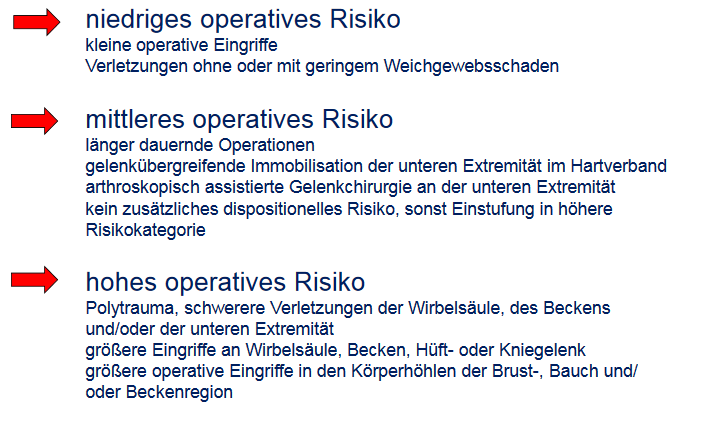 niedriges operatives Risiko
kleine operative Eingriffe
Verletzungen ohne oder mit geringem Weichgewebsschaden
mittleres operatives Risiko
länger dauernde Operationen
gelenkübergreifende Immobilisation der unteren Extremität im Hartverband
arthroskopisch assistierte Gelenkchirurgie an der unteren Extremität
kein zusätzliches dispositionelles Risiko, sonst Einstufung in höhere
Risikokategorie
hohes operatives Risiko
Polytrauma, schwerere Verletzungen der Wirbelsäule, des Beckens
und/oder der unteren Extremität
größere Eingriffe an Wirbelsäule, Becken, Hüft- oder Kniegelenk
größere operative Eingriffe in den Körperhöhlen der Brust-, Bauch und/
oder Beckenregion